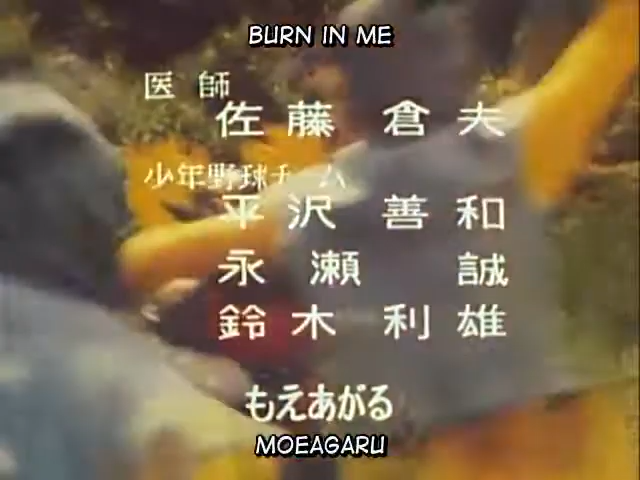 BURN IN ME
医師
佐藤 倉夫
少年野球チーム
平沢 善和
永瀬 誠
鈴木 利雄
もえあがる
MOEAGARU